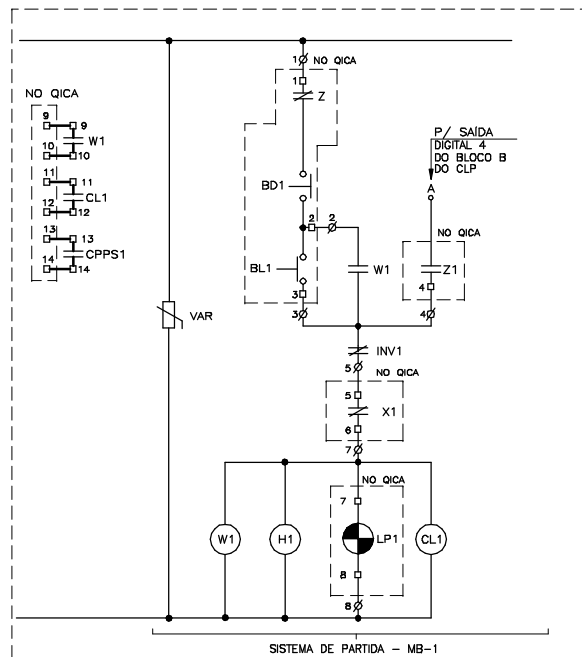 1
NO QICA
1
Z
NO QICA
9
9
W1
10
10
11
11
CL1
12
12
13
13
CPPS1
14
14
P/ SAÍDA
DIGITAL 4
DO BLOCO B
DO CLP
A
BD1
2
2
NO QICA
BL1
W1
Z1
3
4
3
4
VAR
INV1
5
NO QICA
5
X1
6
7
NO QICA
7
W1
H1
LP1
CL1
8
8
SISTEMA DE PARTIDA – MB-1